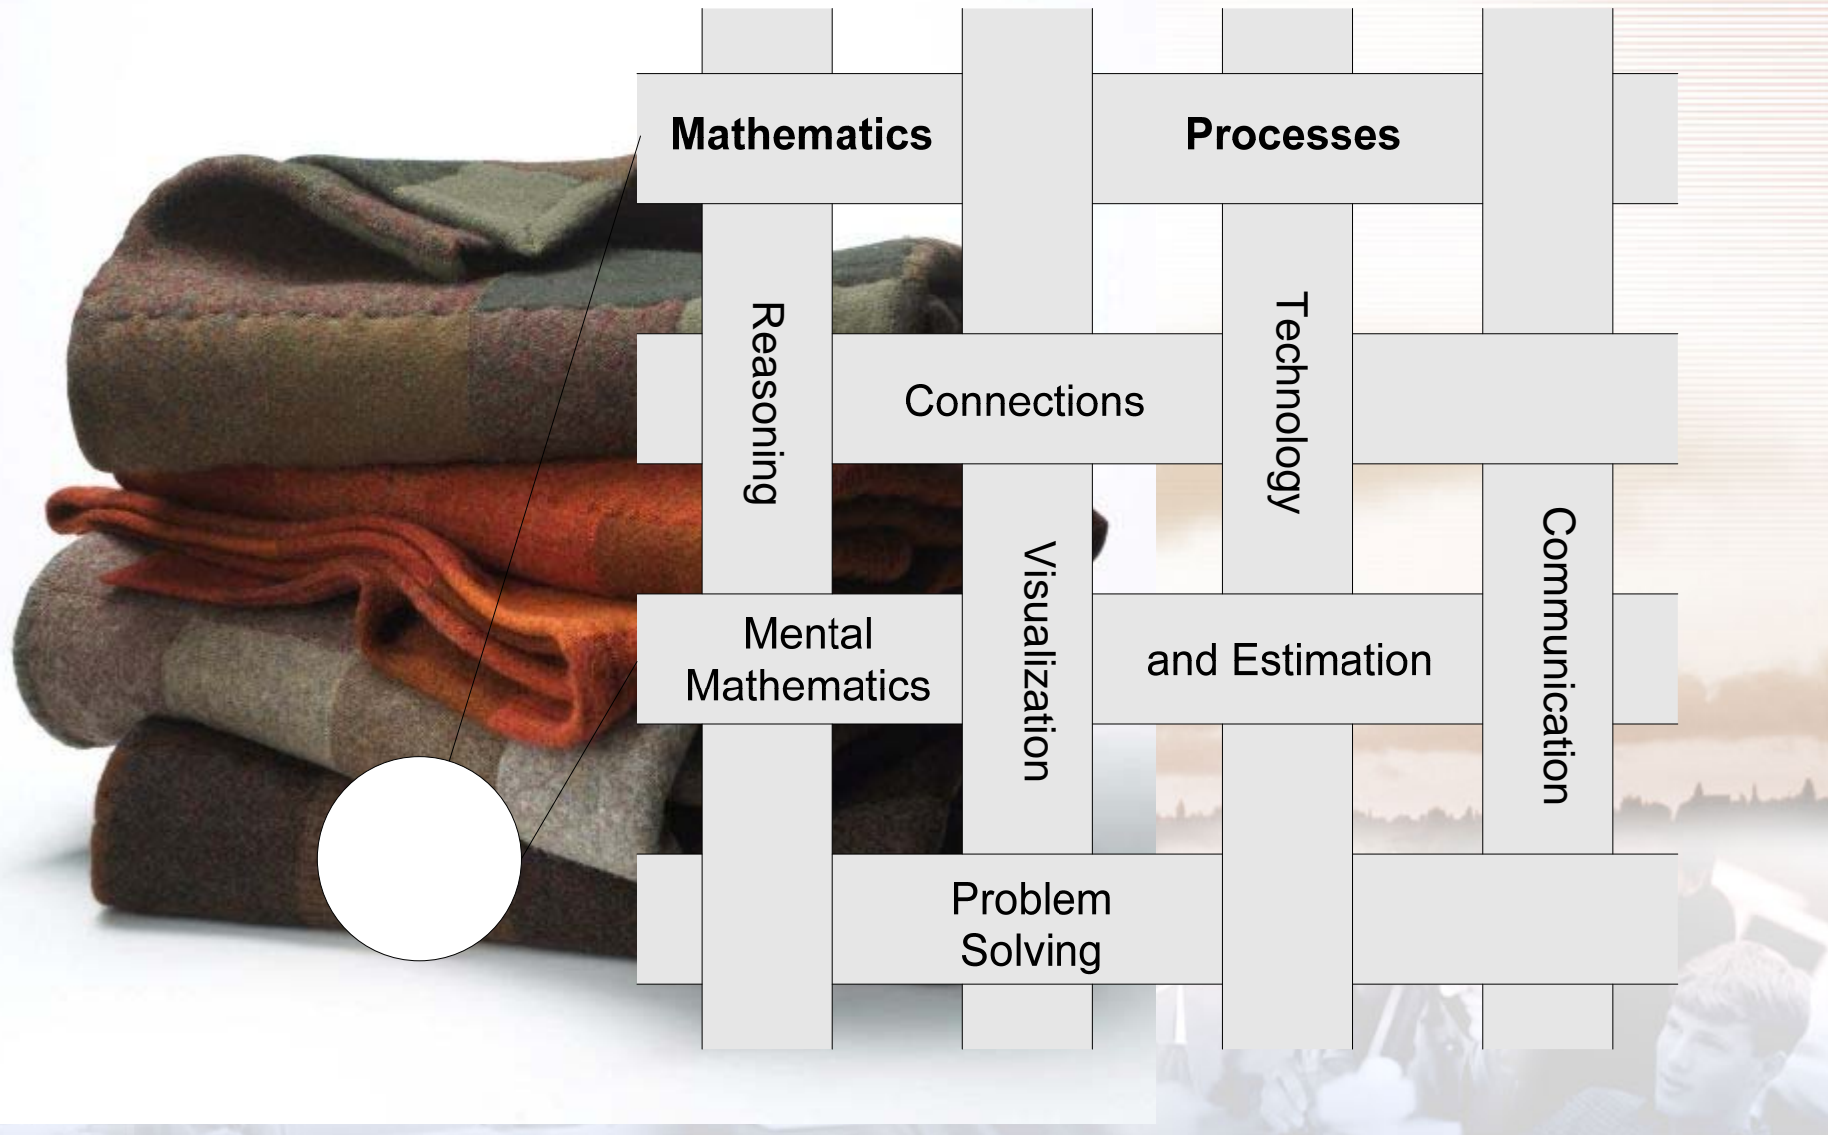 Mathematics Processes
Reasoning
Technology
Connections
Visualization
Communication
Mental
Mathematics
and Estimation
Problem
Solving